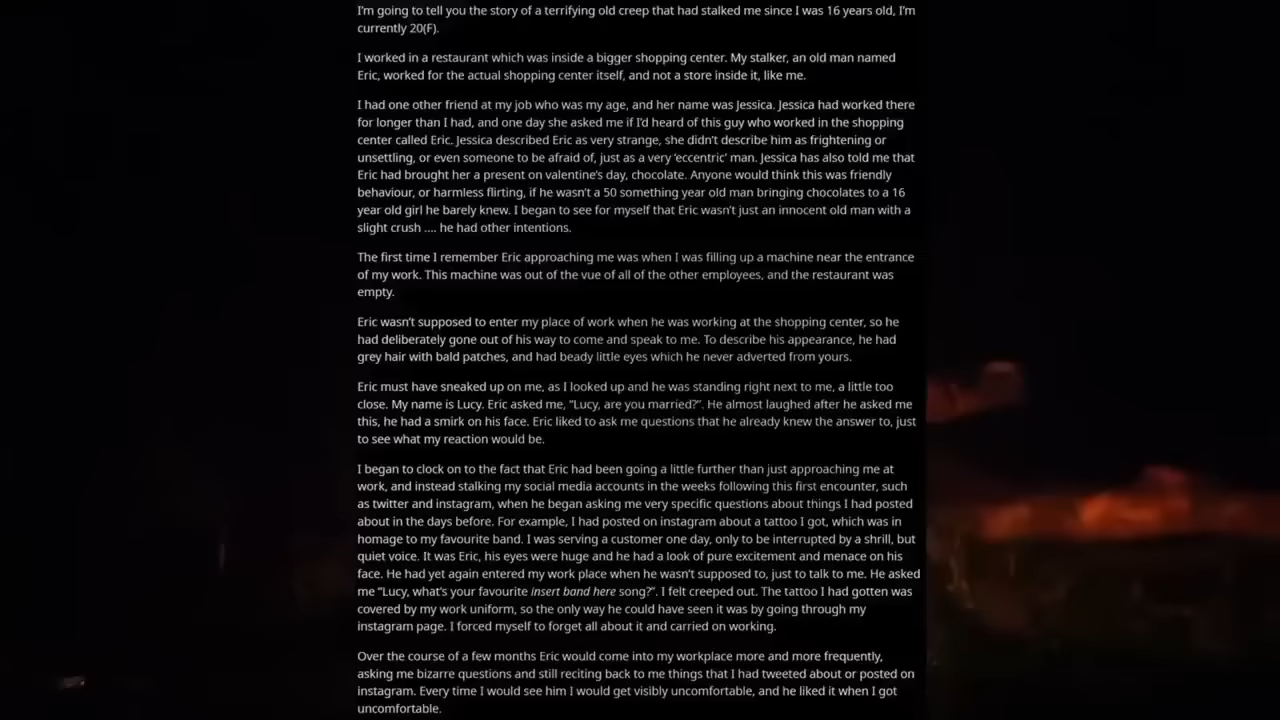 I'm going to tell you the story of a terrifying old creep that had stalked me since I was 16 years old, I'm
currently 20(F).
I worked in a restaurant which was inside a bigger shopping center. My stalker, an old man named
Eric, worked for the actual shopping center itself, and not a store inside it, like me.
I had one other friend at my job who was my age, and her name was Jessica. Jessica had worked there
for longer than I had, and one day she asked me if I'd heard of this guy who worked in the shopping
center called Eric. Jessica described Eric as very strange, she didn't describe him as frightening or
unsettling, or even someone to be afraid of, just as a very 'eccentric' man. Jessica has also told me that
Eric had brought her a present on valentine's day, chocolate. Anyone would think this was friendly
behaviour, or harmless flirting, if he wasn't a 50 something year old man bringing chocolates to a 16
year old girl he barely knew. I began to see for myself that Eric wasn't just an innocent old man with a
slight crush .... he had other intentions.
The first time I remember Eric approaching me was when I was filling up a machine near the entrance
of my work. This machine was out of the vue of all of the other employees, and the restaurant was
empty.
Eric wasn't supposed to enter my place of work when he was working at the shopping center, so he
had deliberately gone out of his way to come and speak to me. To describe his appearance, he had
grey hair with bald patches, and had beady little eyes which he never adverted from yours.
Eric must have sneaked up on me, as I looked up and he was standing right next to me, a little too
close. My name is Lucy. Eric asked me, "Lucy, are you married?". He almost laughed after he asked me
this, he had a smirk on his face. Eric liked to ask me questions that he already knew the answer to, just
to see what my reaction would be.
I began to clock on to the fact that Eric had been going a little further than just approaching me at
work, and instead stalking my social media accounts in the weeks following this first encounter, such
as twitter and instagram, when he began asking me very specific questions about things I had posted
about in the days before. For example, I had posted on instagram about a tattoo I got, which was in
homage to my favourite band. I was serving a customer one day, only to be interrupted by a shrill, but
quiet voice. It was Eric, his eyes were huge and he had a look of pure excitement and menace on his
face. He had yet again entered my work place when he wasn't supposed to, just to talk to me. He asked
me "Lucy, what's your favourite insert band here song?". I felt creeped out. The tattoo I had gotten was
covered by my work uniform, so the only way he could have seen it was by going through my
instagram page. I forced myself to forget all about it and carried on working.
Over the course of a few months Eric would come into my workplace more and more frequently,
asking me bizarre questions and still reciting back to me things that I had tweeted about or posted on
instagram. Every time I would see him I would get visibly uncomfortable, and he liked it when I got
uncomfortable.